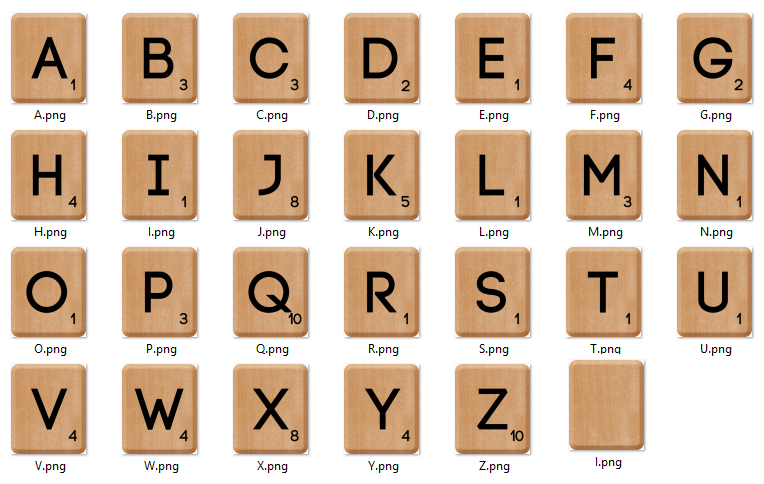 A B C D E F G
1 3 3 2 1 4 2
A.png B.png C.png D.png E.png F.png G.png
H I J K L M N
4 1 8 5 1 3 1
H.png I.png J.png K.png L.png M.png N.png
O P Q R S T U
1 3 10 1 1 1 1
O.png P.png Q.png R.png S.png T.png U.png
V W X Y Z
4 4 8 4 10
V.png W.png X.png Y.png Z.png I.png